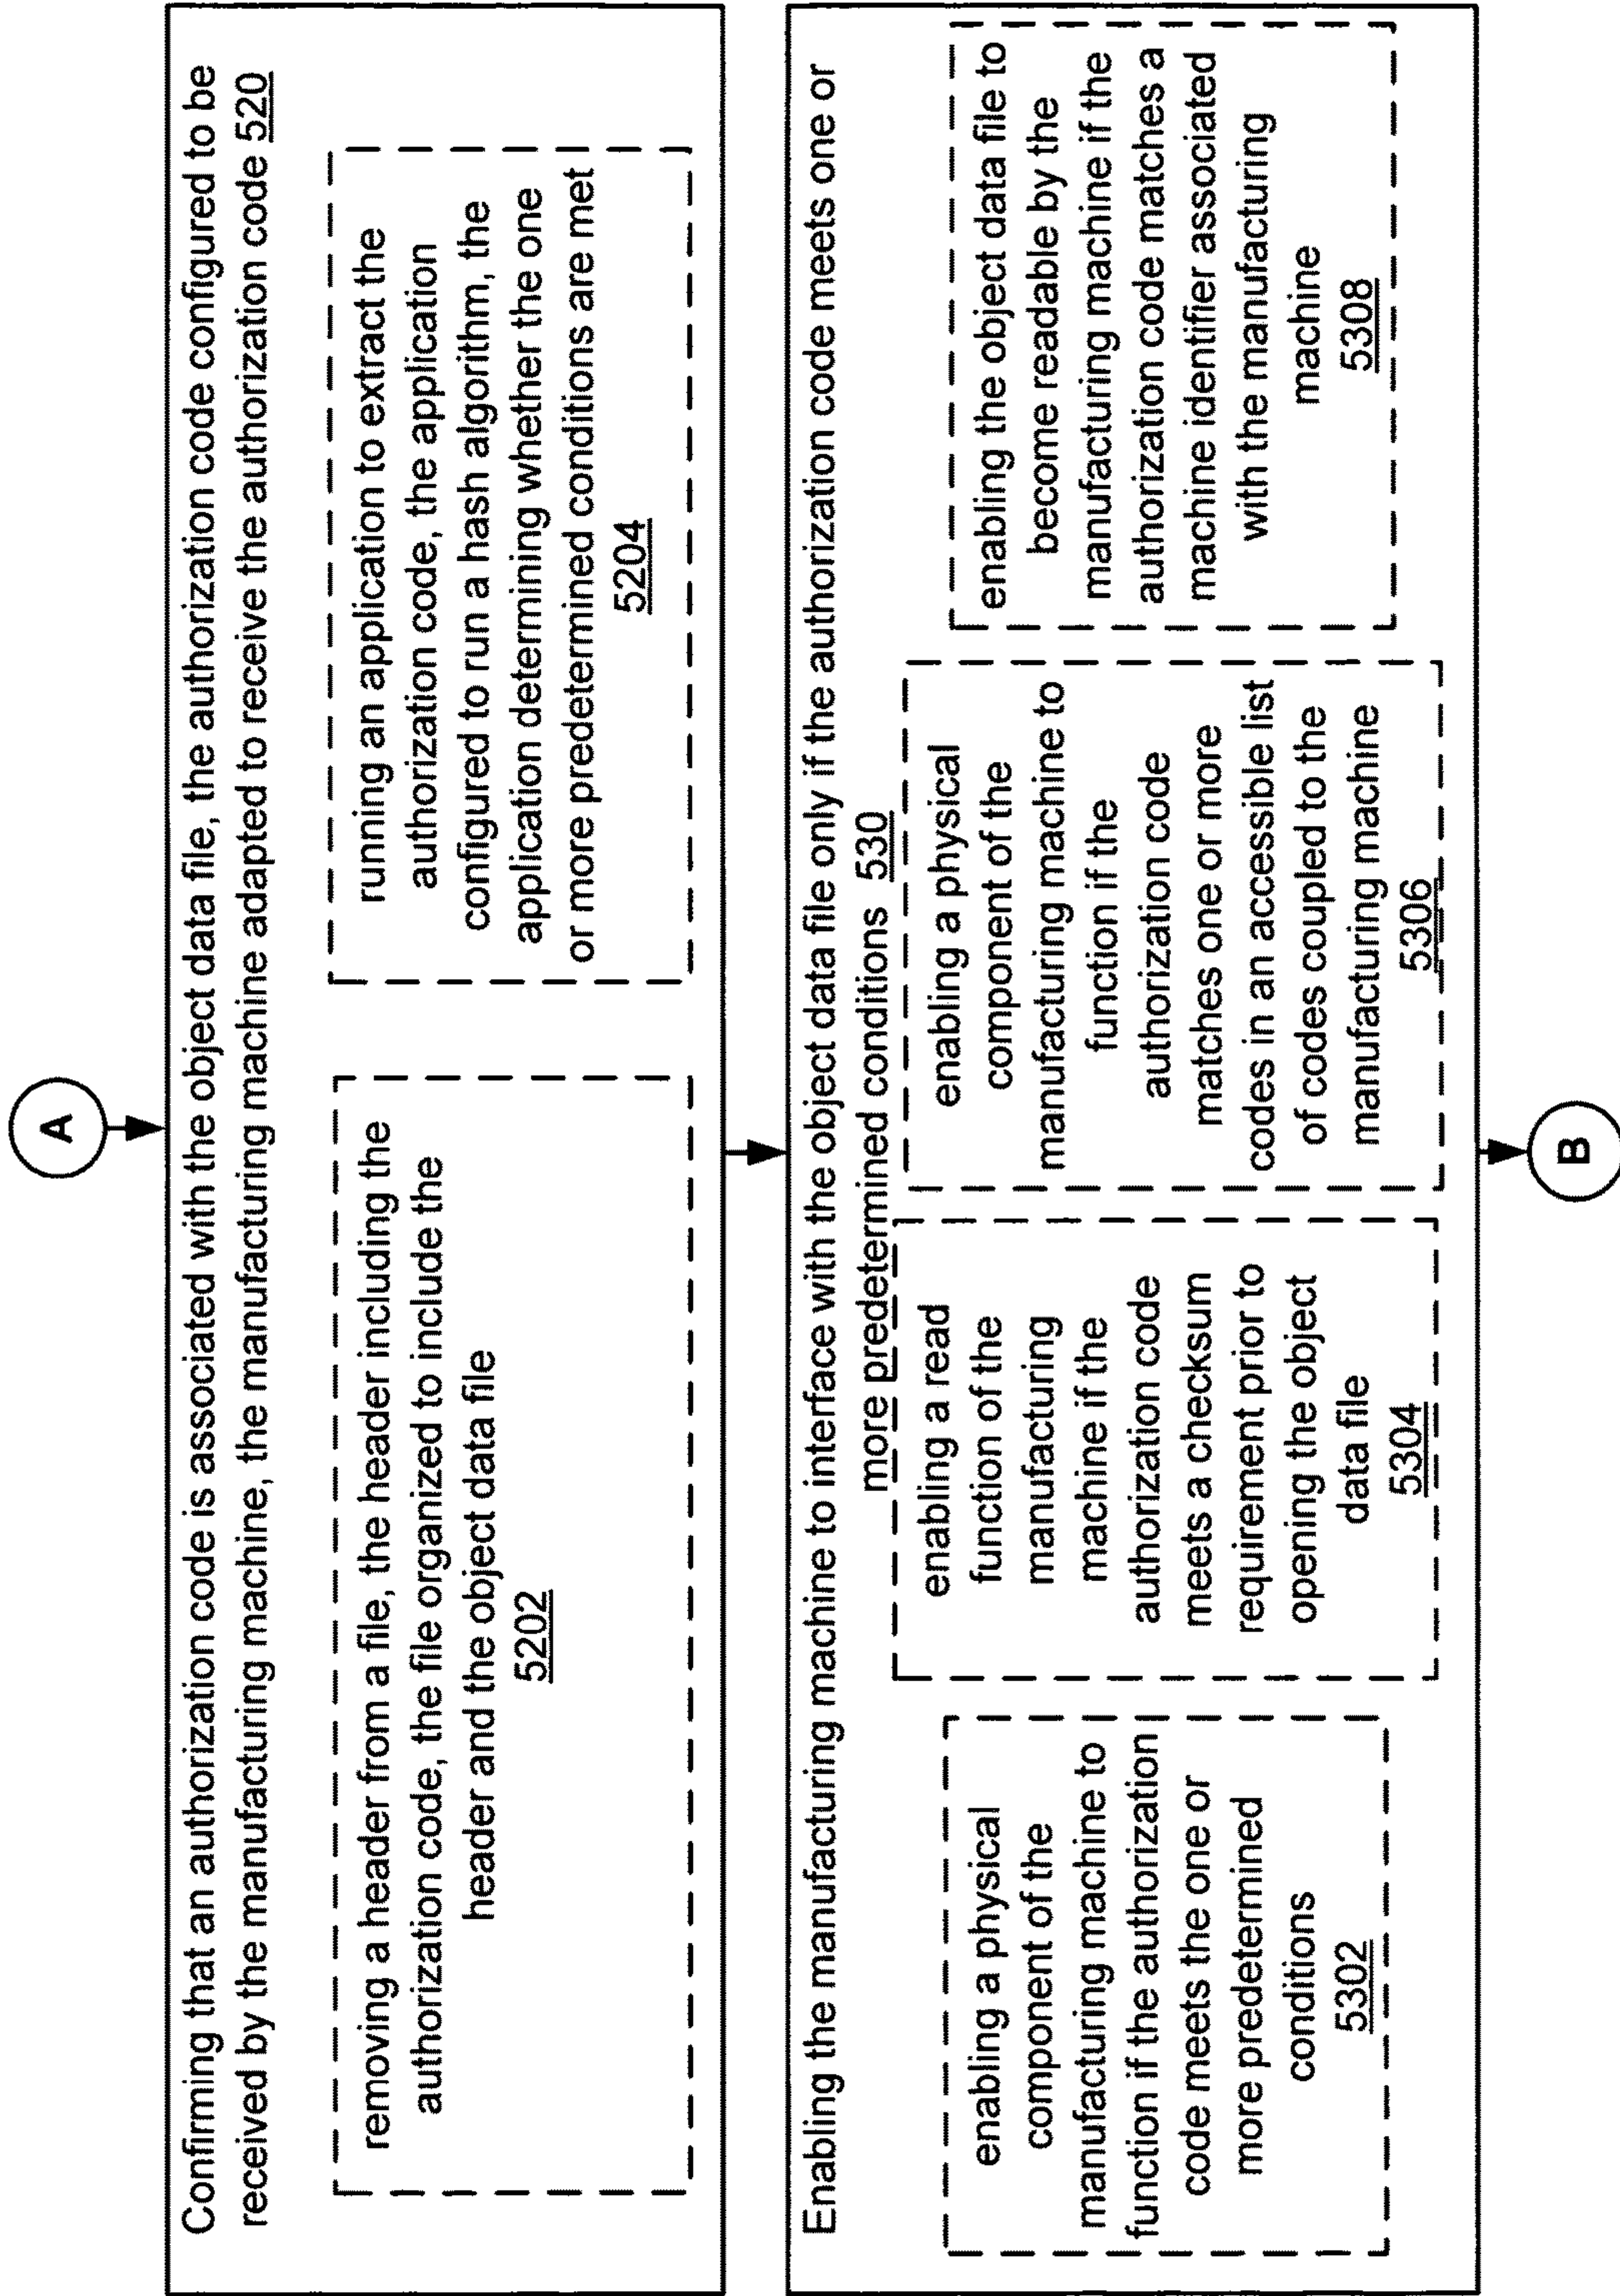 A
Confirming that an authorization code is associated with the object data file, the authorization code configured to be
received by the manufacturing machine, the manufacturing machine adapted to receive the authorization code 520
removing a header from a file, the header including the
authorization code, the file organized to include the
header and the object data file
5202
running an application to extract the
authorization code, the application
configured to run a hash algorithm, the
application determining whether the one
or more predetermined conditions are met
5204
Enabling the manufacturing machine to interface with the object data file only if the authorization code meets one or
more predetermined conditions 530
enabling a physical
component of the
manufacturing machine to
function if the authorization
code meets the one or
more predetermined
conditions
5302
enabling a read
function of the
manufacturing
machine if the
authorization code
meets a checksum
requirement prior to
opening the object
data file
5304
enabling a physical
component of the
manufacturing machine to
function if the
authorization code
matches one or more
codes in an accessible list
of codes coupled to the
manufacturing machine
5306
enabling the object data file to
become readable by the
manufacturing machine if the
authorization code matches a
machine identifier associated
with the manufacturing
machine
5308
B